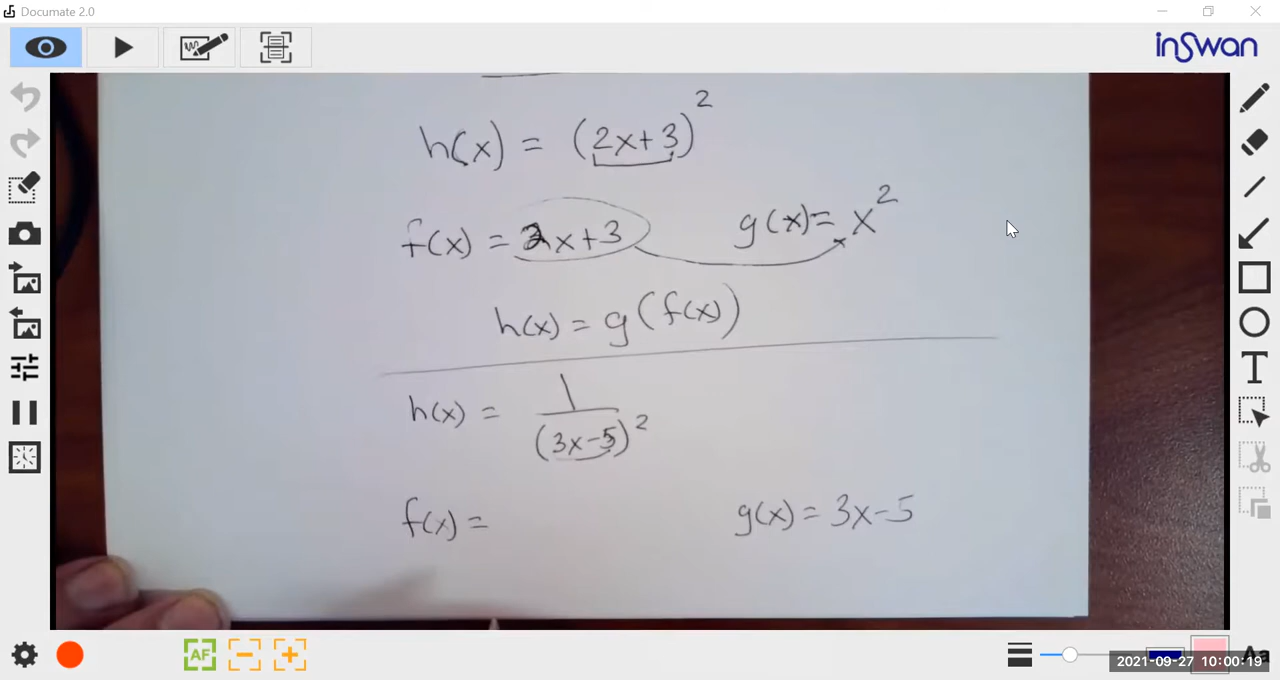 Documate 2.0
inSwan
h(x) = (2x+3)²
f(x) = 2x+3 g(x)= x²
h(x) = g(f(x))
h(x) = 1/(3x-5)²
f(x) = g(x) = 3x-5
T
AF
Aa
2021-09-27 10:00:19